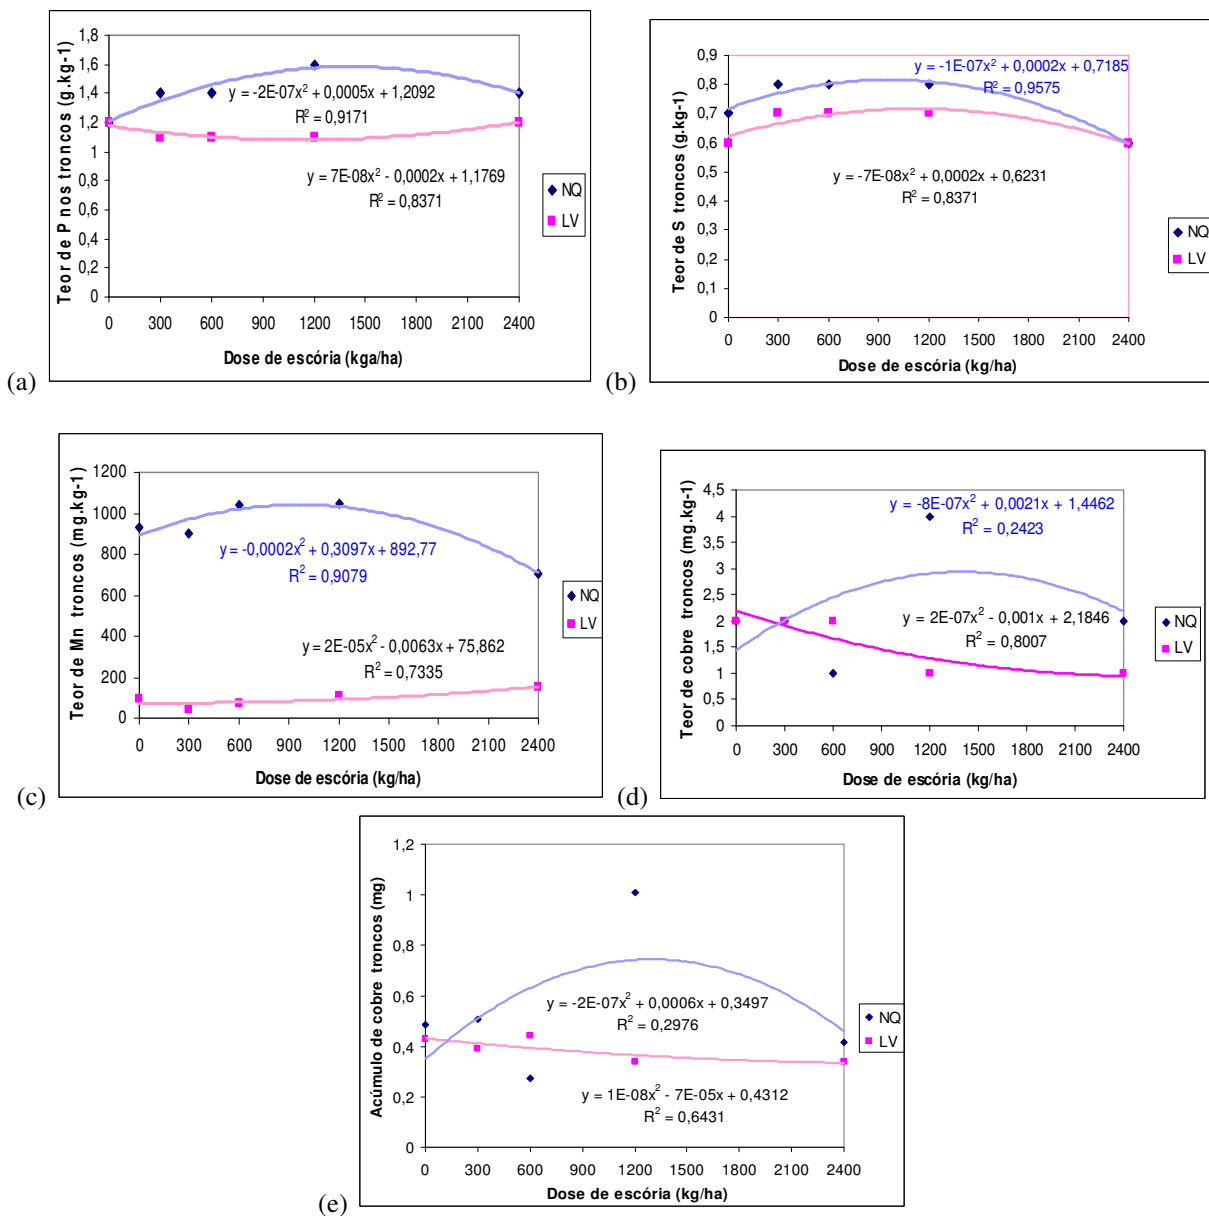 Teor de P nos troncos (g.kg-1)
1,8
1,6
1,4
1,2
1
0,8
0,6
0,4
0,2
0
y = -2E-07x² + 0,0005x + 1,2092
R² = 0,9171
y = 7E-08x² - 0,0002x + 1,1769
R² = 0,8371
NQ
LV
0 300 600 900 1200 1500 1800 2100 2400
Dose de escória (kga/ha)
(a)
Teor de S troncos (g.kg-1)
0,9
0,8
0,7
0,6
0,5
0,4
0,3
0,2
0,1
0
y = -1E-07x² + 0,0002x + 0,7185
R² = 0,9575
y = -7E-08x² + 0,0002x + 0,6231
R² = 0,8371
NQ
LV
0 300 600 900 1200 1500 1800 2100 2400
Dose de escória (kg/ha)
(b)
Teor de Mn troncos (mg.kg-1)
1200
1000
800
600
400
200
0
y = -0,0002x² + 0,3097x + 892,77
R² = 0,9079
y = 2E-05x² - 0,0063x + 75,862
R² = 0,7335
NQ
LV
0 300 600 900 1200 1500 1800 2100 2400
Dose de escória (kg/ha)
(c)
Teor de cobre troncos (mg.kg-1)
4,5
4
3,5
3
2,5
2
1,5
1
0,5
0
y = -8E-07x² + 0,0021x + 1,4462
R² = 0,2423
y = 2E-07x² - 0,001x + 2,1846
R² = 0,8007
NQ
LV
0 300 600 900 1200 1500 1800 2100 2400
Dose de escória (kg/ha)
(d)
Acúmulo de cobre troncos (mg)
1,2
1
0,8
0,6
0,4
0,2
0
y = -2E-07x² + 0,0006x + 0,3497
R² = 0,2976
y = 1E-08x² - 7E-05x + 0,4312
R² = 0,6431
NQ
LV
0 300 600 900 1200 1500 1800 2100 2400
Dose de escória (kg/ha)
(e)